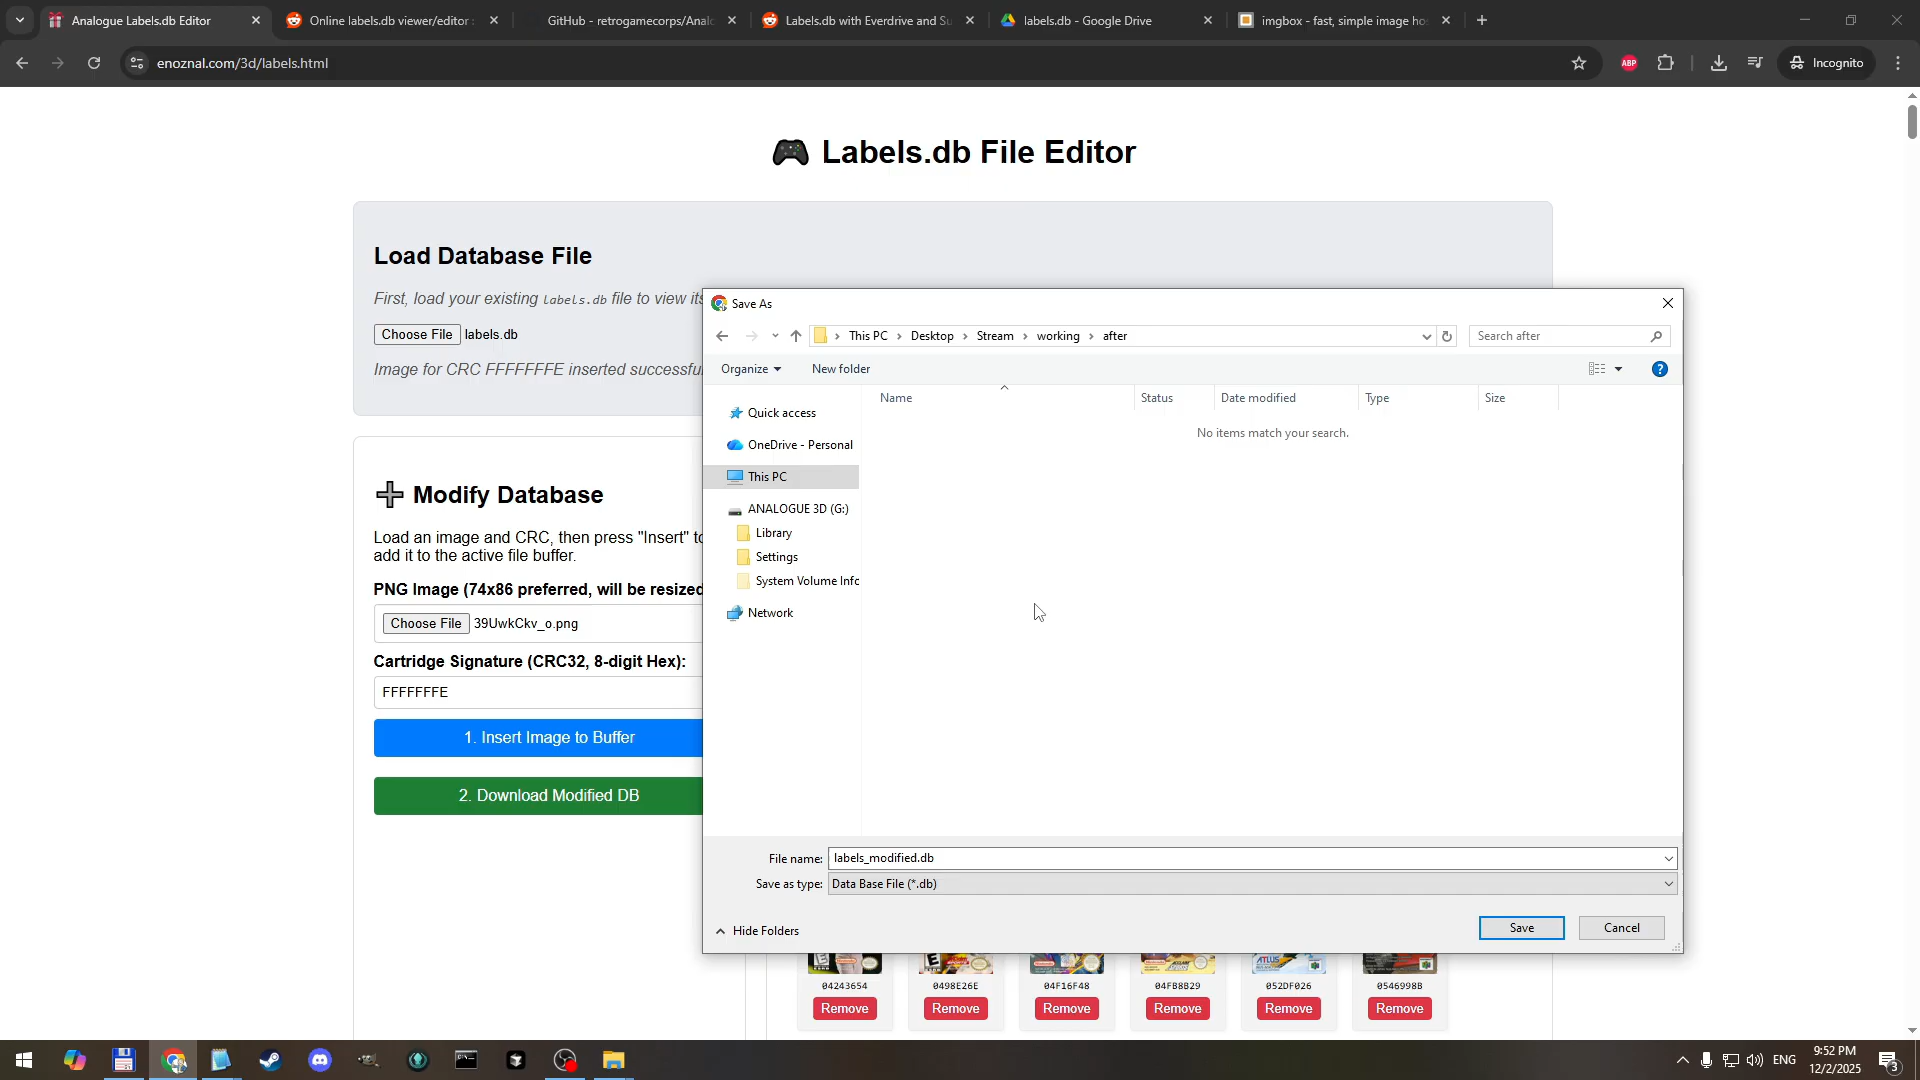 Analogue Labels.db Editor
Online labels.db viewer/editor
GitHub - retrogamecorps/Analo
Labels.db with Everdrive and Su
labels.db - Google Drive
imgbox - fast, simple image ho
enoznal.com/3d/labels.html
ABP
Incognito
Labels.db File Editor
Load Database File
First, load your existing labels.db file to view its
Choose File labels.db
Image for CRC FFFFFFFE inserted successfu
Modify Database
Load an image and CRC, then press "Insert" to
add it to the active file buffer.
PNG Image (74x86 preferred, will be resized
Choose File 39UwkCkv_o.png
Cartridge Signature (CRC32, 8-digit Hex):
FFFFFFFE
1. Insert Image to Buffer
2. Download Modified DB
Save As
This PC > Desktop > Stream > working > after
Search after
Organize
New folder
Name
Status
Date modified
Type
Size
No items match your search.
Quick access
OneDrive - Personal
This PC
ANALOGUE 3D (G:)
Library
Settings
System Volume Info
Network
File name: labels_modified.db
Save as type: Data Base File (*.db)
Hide Folders
Save
Cancel
04243654
0498E26E
04F16F48
04FB8B29
052DF026
0546998B
Remove
Remove
Remove
Remove
Remove
Remove
ENG
9:52 PM
12/2/2025
3